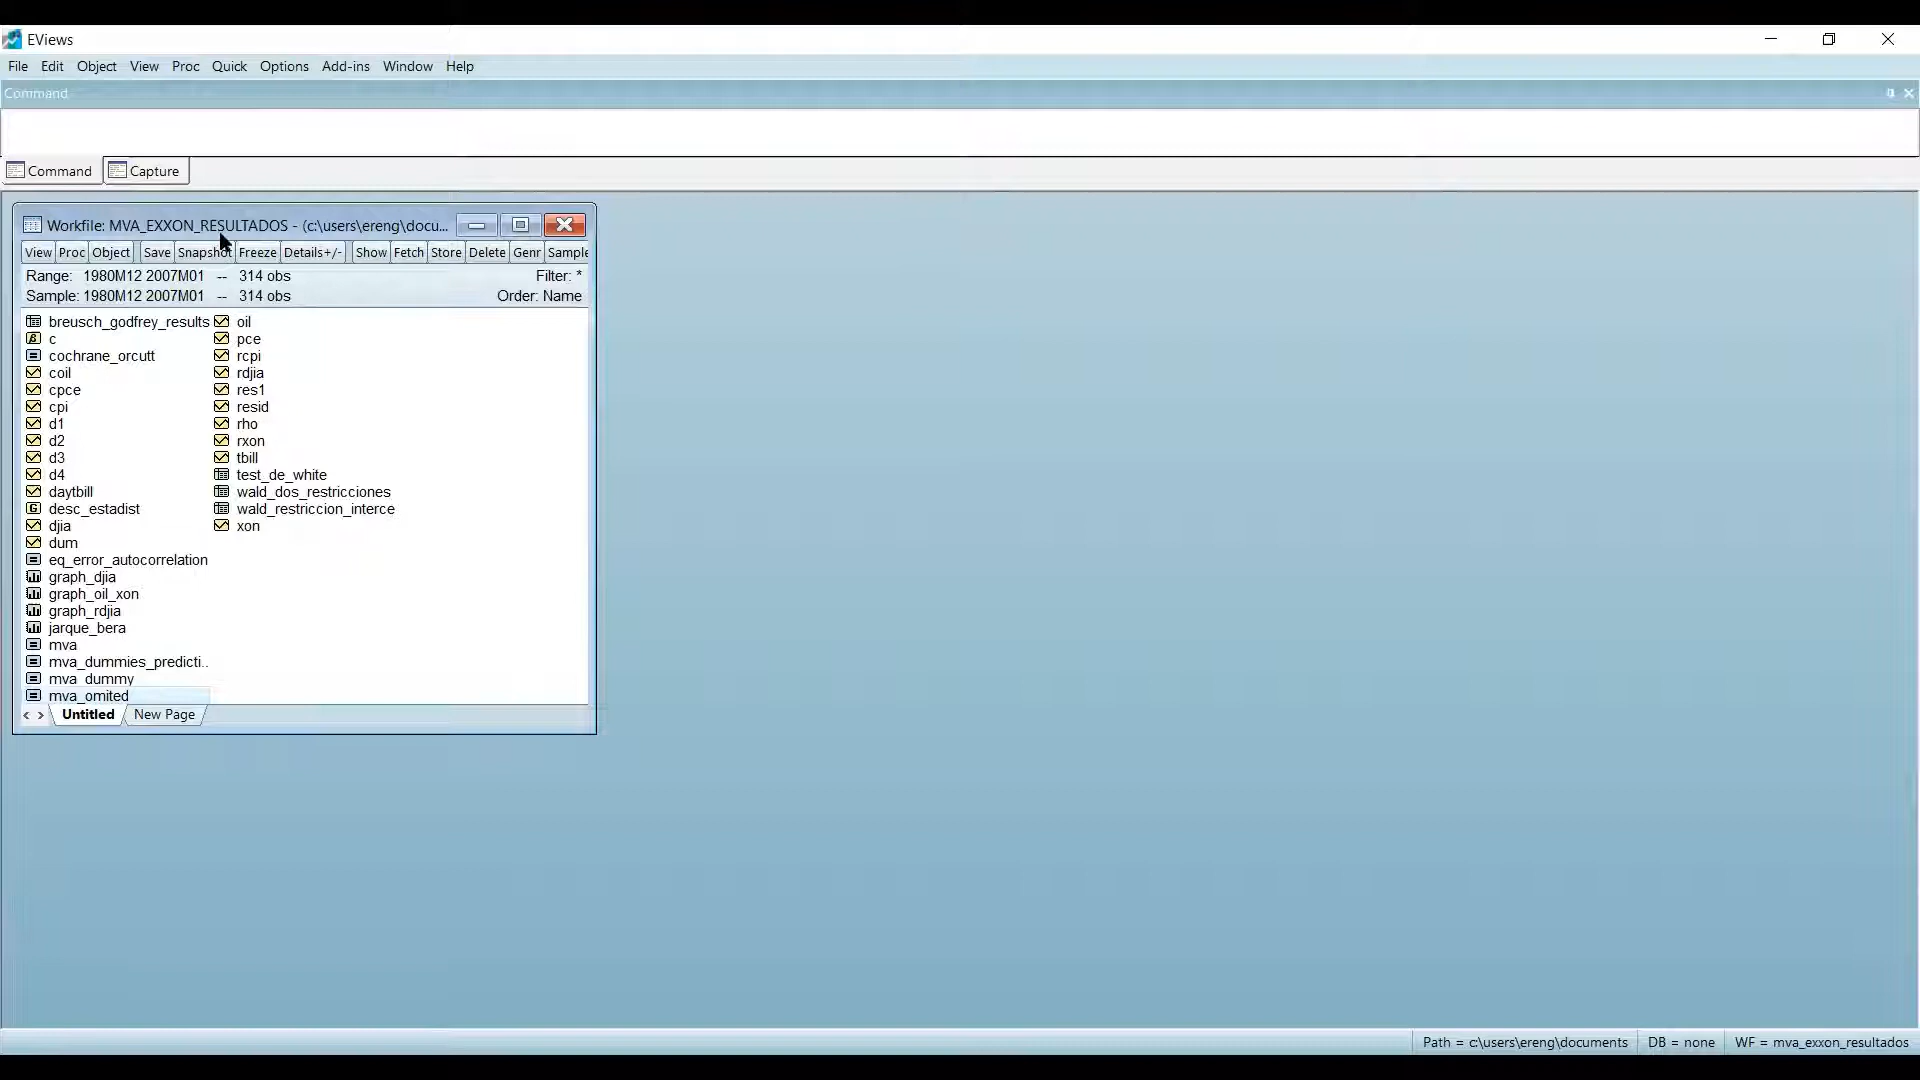 EViews
File Edit Object View Proc Quick Options Add-ins Window Help
Command
Command Capture
Workfile: MVA_EXXON_RESULTADOS - (c:\users\ereng\docu...
View Proc Object Save Snapshot Freeze Details+/- Show Fetch Store Delete Genr Sample
Range: 1980M12 2007M01 -- 314 obs Filter: *
Sample: 1980M12 2007M01 -- 314 obs Order: Name
breusch_godfrey_results
c
cochrane_orcutt
coil
cpce
cpi
d1
d2
d3
d4
daytbill
desc_estadist
djia
dum
eq_error_autocorrelation
graph_djia
graph_oil_xon
graph_rdjia
jarque_bera
mva
mva_dummies_predicti..
mva_dummy
mva_omited
oil
pce
rcpi
rdjia
res1
resid
rho
rxon
tbill
test_de_white
wald_dos_restricciones
wald_restriccion_interce
xon
< > Untitled New Page
Path = c:\users\ereng\documents DB = none WF = mva_exxon_resultados